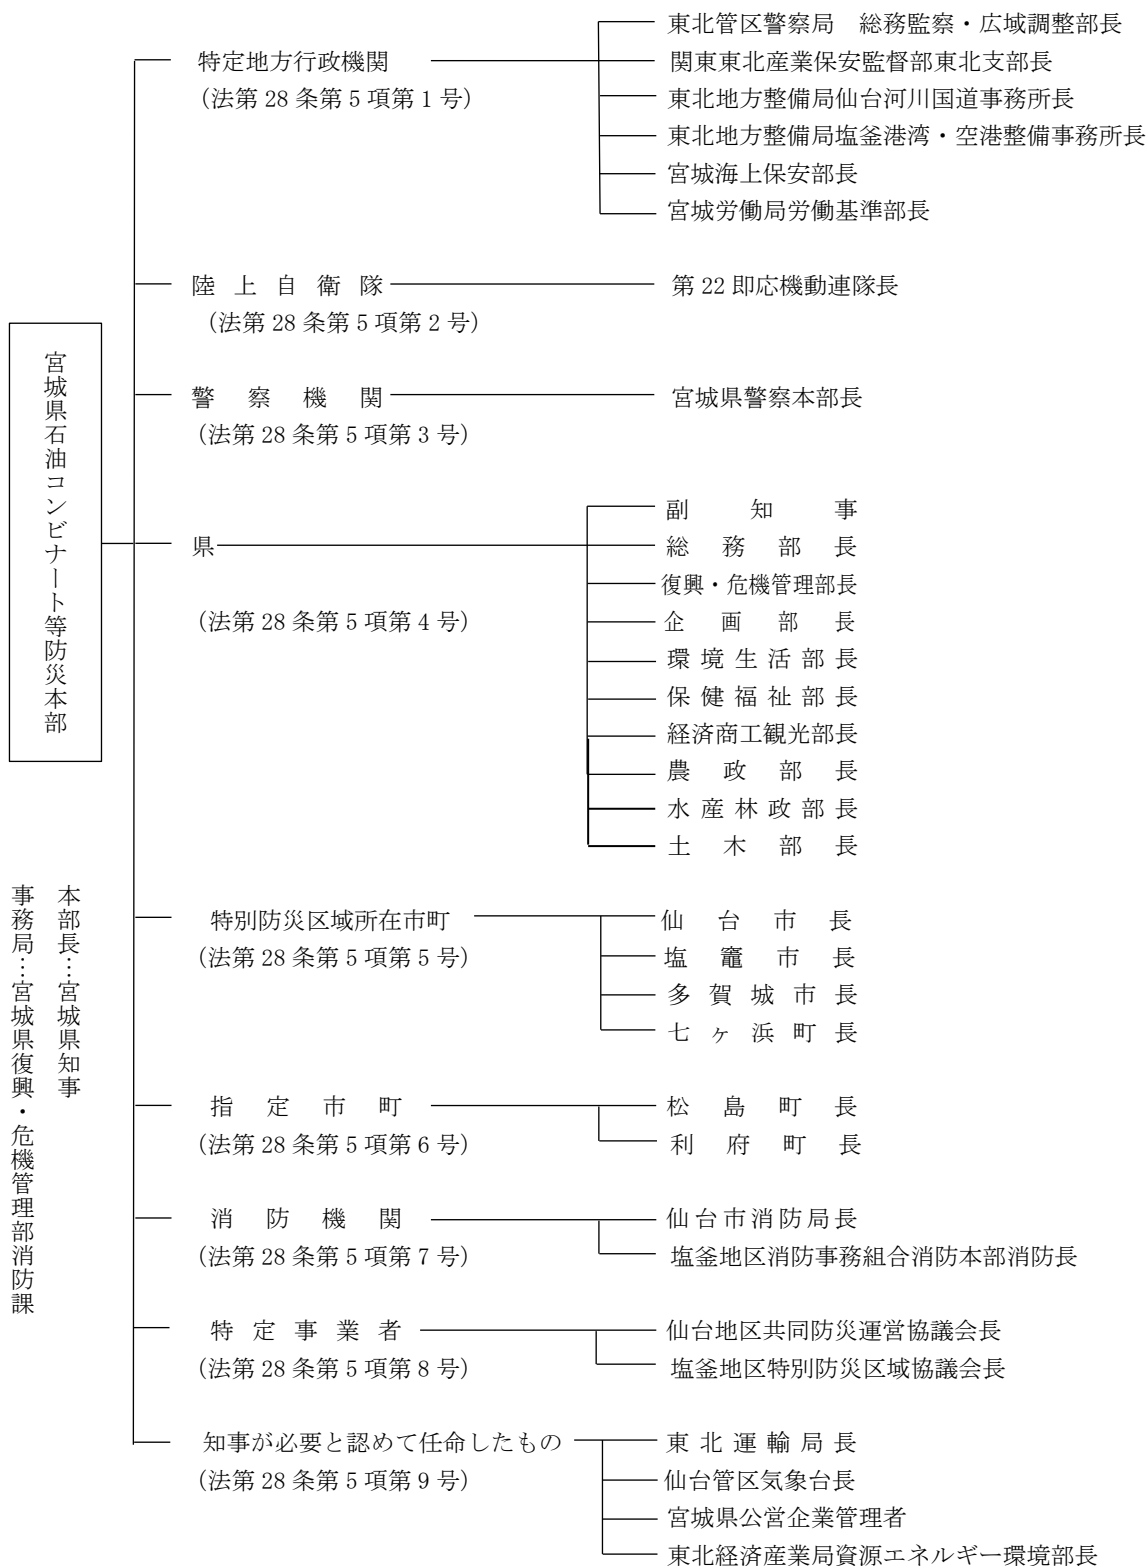 宮城県石油コンビナート等防災本部
本部長…宮城県知事
事務局…宮城県復興・危機管理部消防課
特定地方行政機関
(法第 28 条第 5 項第 1 号)
東北管区警察局　総務監察・広域調整部長
関東東北産業保安監督部東北支部長
東北地方整備局仙台河川国道事務所長
東北地方整備局塩釜港湾・空港整備事務所長
宮城海上保安部長
宮城労働局労働基準部長
陸上自衛隊
(法第 28 条第 5 項第 2 号)
第 22 即応機動連隊長
警察機関
(法第 28 条第 5 項第 3 号)
宮城県警察本部長
県
(法第 28 条第 5 項第 4 号)
副知事
総務部長
復興・危機管理部長
企画部長
環境生活部長
保健福祉部長
経済商工観光部長
農政部長
水産林政部長
土木部長
特別防災区域所在市町
(法第 28 条第 5 項第 5 号)
仙台市長
塩竈市長
多賀城市長
七ヶ浜町長
指定市町
(法第 28 条第 5 項第 6 号)
松島町長
利府町長
消防機関
(法第 28 条第 5 項第 7 号)
仙台市消防局長
塩釜地区消防事務組合消防本部消防長
特定事業者
(法第 28 条第 5 項第 8 号)
仙台地区共同防災運営協議会長
塩釜地区特別防災区域協議会長
知事が必要と認めて任命したもの
(法第 28 条第 5 項第 9 号)
東北運輸局長
仙台管区気象台長
宮城県公営企業管理者
東北経済産業局資源エネルギー環境部長